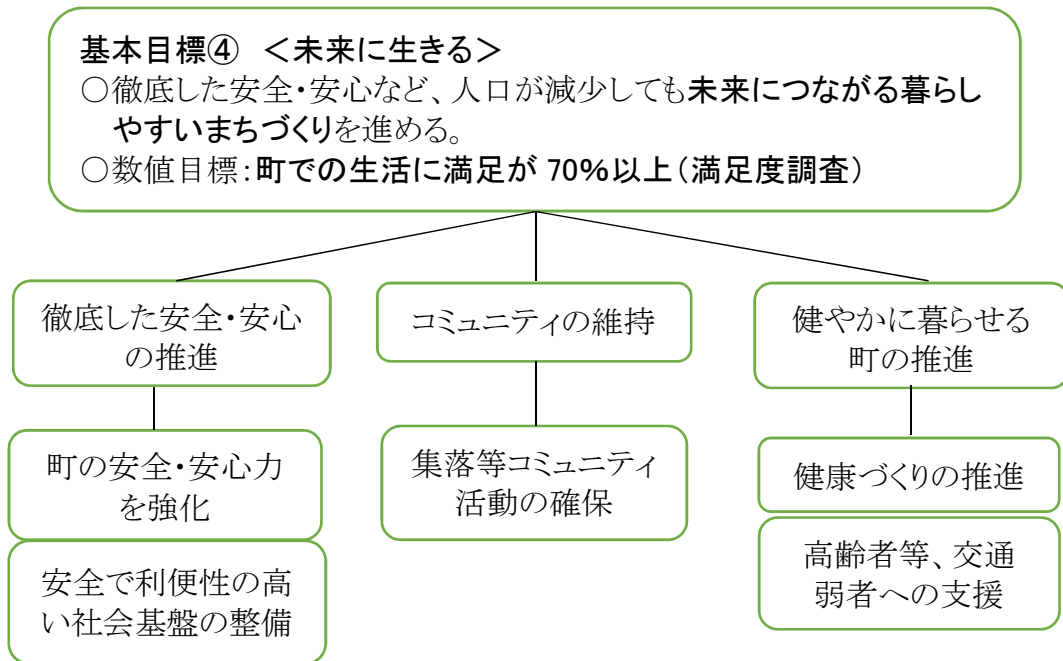 基本目標④　＜未来に生きる＞
○徹底した安全・安心など、人口が減少しても未来につながる暮らし
やすいまちづくりを進める。
○数値目標：町での生活に満足が 70％以上（満足度調査）
徹底した安全・安心
の推進
コミュニティの維持
健やかに暮らせる
町の推進
町の安全・安心力
を強化
集落等コミュニティ
活動の確保
健康づくりの推進
安全で利便性の高
い社会基盤の整備
高齢者等、交通
弱者への支援